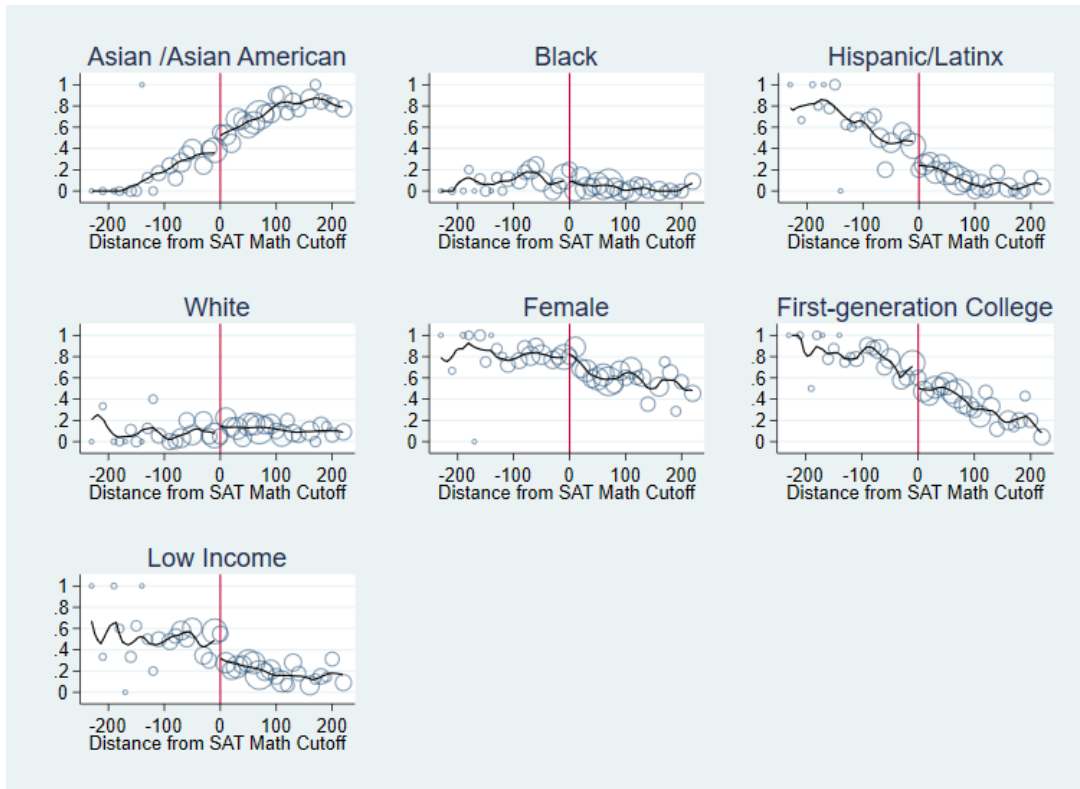 Asian /Asian American
1
.8
.6
.4
.2
0
-200 -100 0 100 200
Distance from SAT Math Cutoff
Black
1
.8
.6
.4
.2
0
-200 -100 0 100 200
Distance from SAT Math Cutoff
Hispanic/Latinx
1
.8
.6
.4
.2
0
-200 -100 0 100 200
Distance from SAT Math Cutoff
White
1
.8
.6
.4
.2
0
-200 -100 0 100 200
Distance from SAT Math Cutoff
Female
1
.8
.6
.4
.2
0
-200 -100 0 100 200
Distance from SAT Math Cutoff
First-generation College
1
.8
.6
.4
.2
0
-200 -100 0 100 200
Distance from SAT Math Cutoff
Low Income
1
.8
.6
.4
.2
0
-200 -100 0 100 200
Distance from SAT Math Cutoff